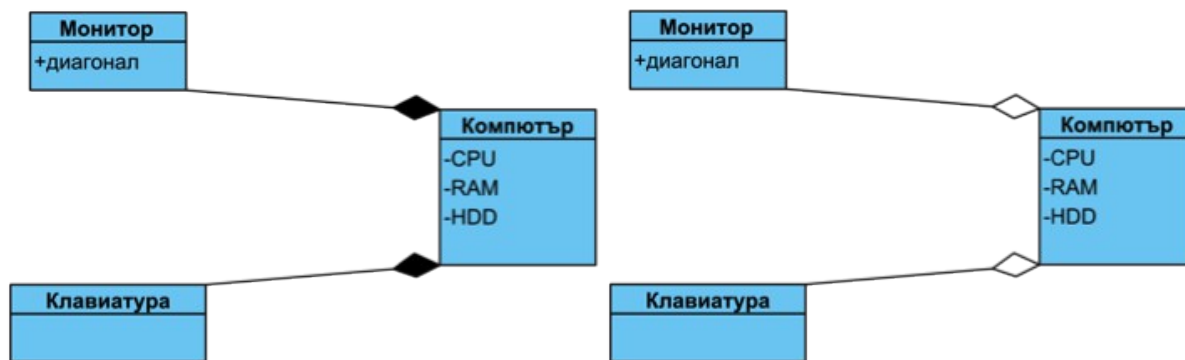 Монитор
+диагонал
Компютър
-CPU
-RAM
-HDD
Клавиатура
Монитор
+диагонал
Компютър
-CPU
-RAM
-HDD
Клавиатура